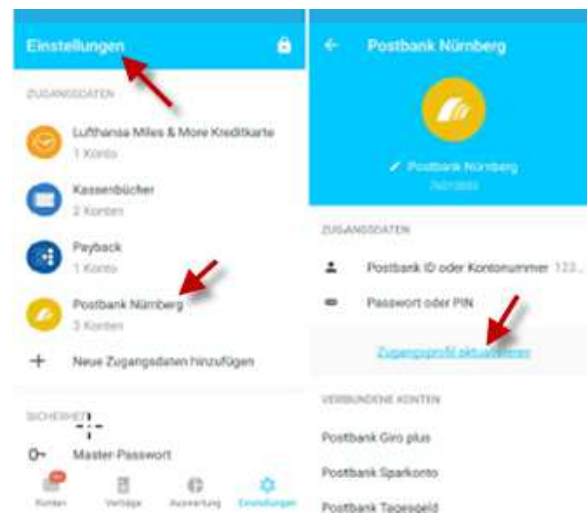 Einstellungen
ZUGANGSDATEN
Lufthansa Miles & More Kreditkarte
1 Konto
Kassenbücher
2 Konten
Payback
1 Konto
Postbank Nürnberg
3 Konten
Neue Zugangsdaten hinzufügen
SICHERHEIT
Master-Passwort
Konten
Verträge
Auswertung
Einstellungen
Postbank Nürnberg
Postbank Nürnberg
ZUGANGSDATEN
Postbank ID oder Kontonummer 123...
Passwort oder PIN
Zugangsprofil aktualisieren
VERBUNDENE KONTEN
Postbank Giro plus
Postbank Sparkonto
Postbank Tagesgeld